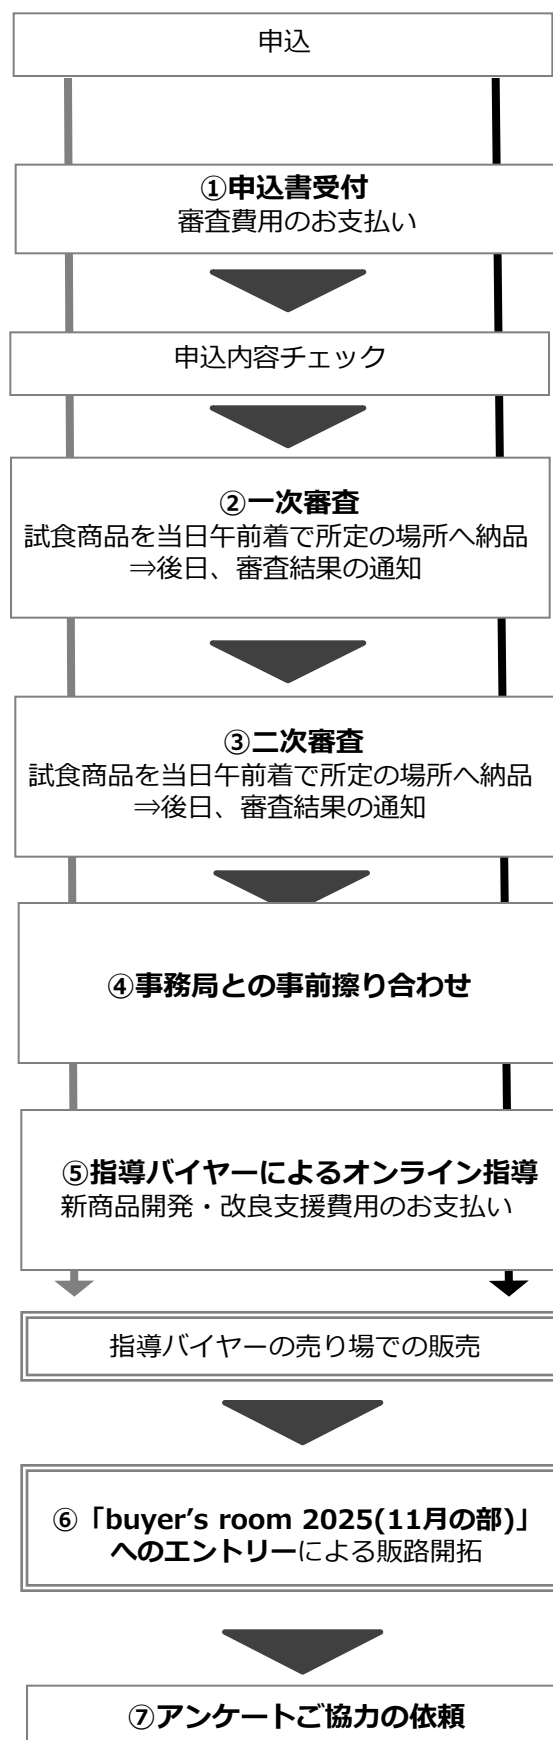 申込
①申込書受付
審査費用のお支払い
申込内容チェック
②一次審査
試食商品を当日午前着で所定の場所へ納品
⇒後日、審査結果の通知
③二次審査
試食商品を当日午前着で所定の場所へ納品
⇒後日、審査結果の通知
④事務局との事前擦り合わせ
⑤指導バイヤーによるオンライン指導
新商品開発・改良支援費用のお支払い
指導バイヤーの売り場での販売
⑥「buyer’s room 2025(11月の部)」
へのエントリーによる販路開拓
⑦アンケートご協力の依頼